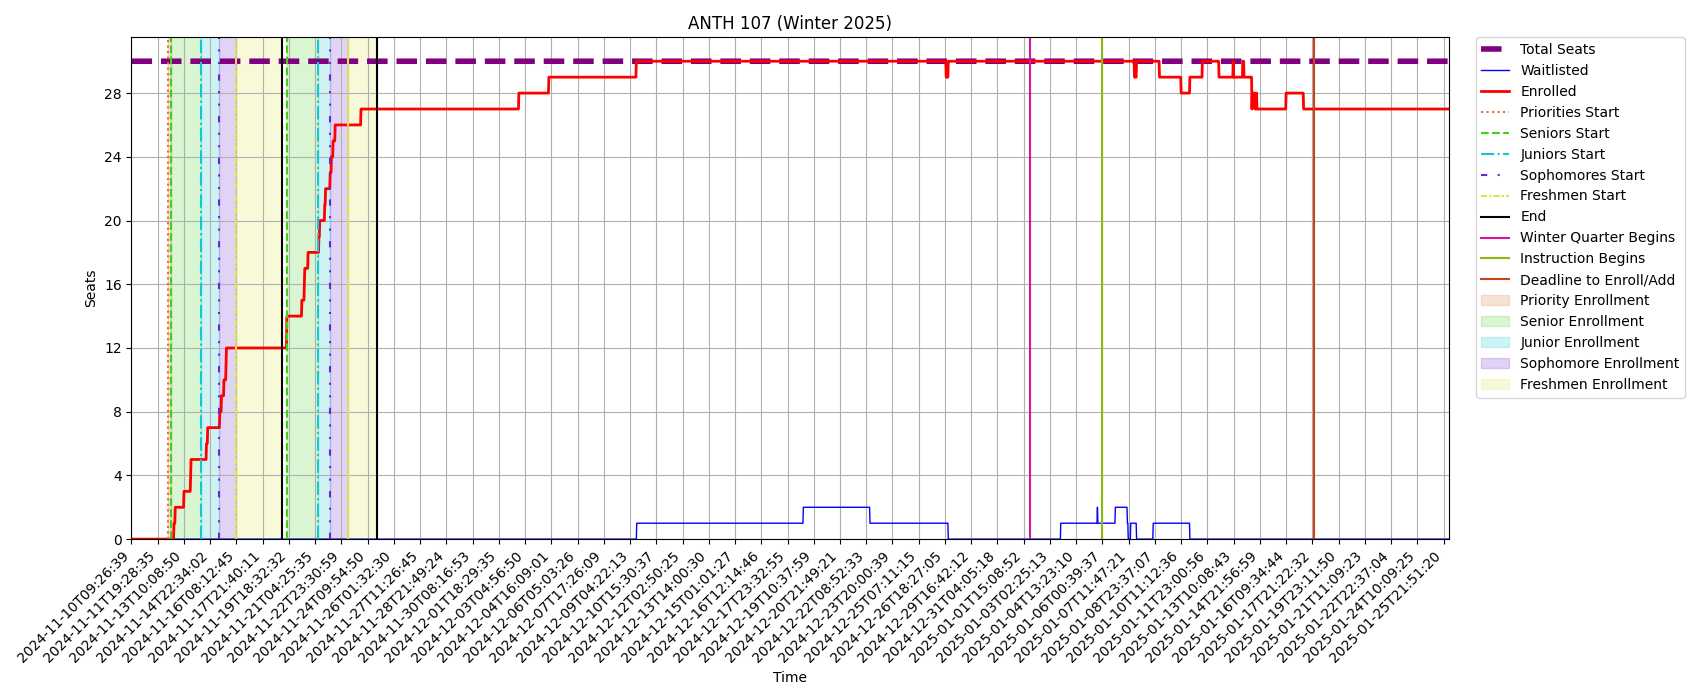 ANTH 107 (Winter 2025)
Seats
28
24
20
16
12
8
4
0
2024-11-10T09:26:39
2024-11-11T19:28:35
2024-11-13T10:08:50
2024-11-14T22:34:02
2024-11-16T08:12:45
2024-11-17T21:40:11
2024-11-19T18:32:32
2024-11-21T04:25:35
2024-11-22T23:30:59
2024-11-24T09:54:50
2024-11-26T01:32:30
2024-11-27T11:26:45
2024-11-28T21:49:24
2024-11-30T08:16:53
2024-12-01T18:29:35
2024-12-03T04:56:50
2024-12-04T16:09:01
2024-12-06T05:03:26
2024-12-07T17:26:09
2024-12-09T04:22:13
2024-12-10T15:30:37
2024-12-12T02:50:25
2024-12-13T14:00:30
2024-12-15T01:01:27
2024-12-16T12:14:46
2024-12-17T23:32:55
2024-12-19T10:37:59
2024-12-20T21:49:21
2024-12-22T08:52:33
2024-12-23T20:00:39
2024-12-25T07:11:15
2024-12-26T18:27:05
2024-12-29T16:42:12
2024-12-31T04:05:18
2025-01-01T15:08:52
2025-01-03T02:25:13
2025-01-04T13:23:10
2025-01-06T00:39:37
2025-01-07T11:47:21
2025-01-08T23:37:07
2025-01-10T11:12:36
2025-01-11T23:00:56
2025-01-13T10:08:43
2025-01-14T21:56:59
2025-01-16T09:34:44
2025-01-17T21:22:32
2025-01-19T23:11:50
2025-01-21T11:09:23
2025-01-22T22:37:04
2025-01-24T10:09:25
2025-01-25T21:51:20
Time
Total Seats
Waitlisted
Enrolled
Priorities Start
Seniors Start
Juniors Start
Sophomores Start
Freshmen Start
End
Winter Quarter Begins
Instruction Begins
Deadline to Enroll/Add
Priority Enrollment
Senior Enrollment
Junior Enrollment
Sophomore Enrollment
Freshmen Enrollment